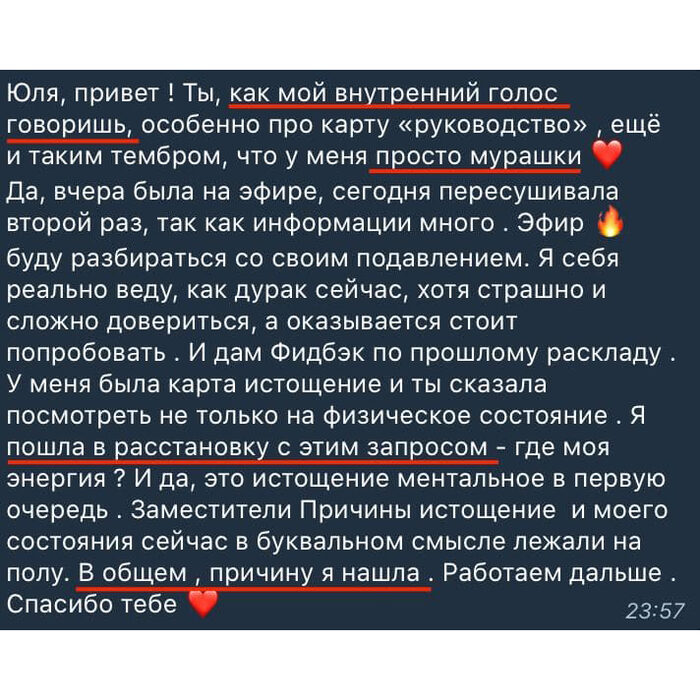 Юля, привет ! Ты, как мой внутренний голос
говоришь, особенно про карту «руководство» , ещё
и таким тембром, что у меня просто мурашки ❤️
Да, вчера была на эфире, сегодня пересушивала
второй раз, так как информации много . Эфир 🔥
буду разбираться со своим подавлением. Я себя
реально веду, как дурак сейчас, хотя страшно и
сложно довериться, а оказывается стоит
попробовать . И дам Фидбэк по прошлому раскладу .
У меня была карта истощение и ты сказала
посмотреть не только на физическое состояние . Я
пошла в расстановку с этим запросом - где моя
энергия ? И да, это истощение ментальное в первую
очередь . Заместители Причины истощение  и моего
состояния сейчас в буквальном смысле лежали на
полу. В общем , причину я нашла . Работаем дальше .
Спасибо тебе ❤️
23:57